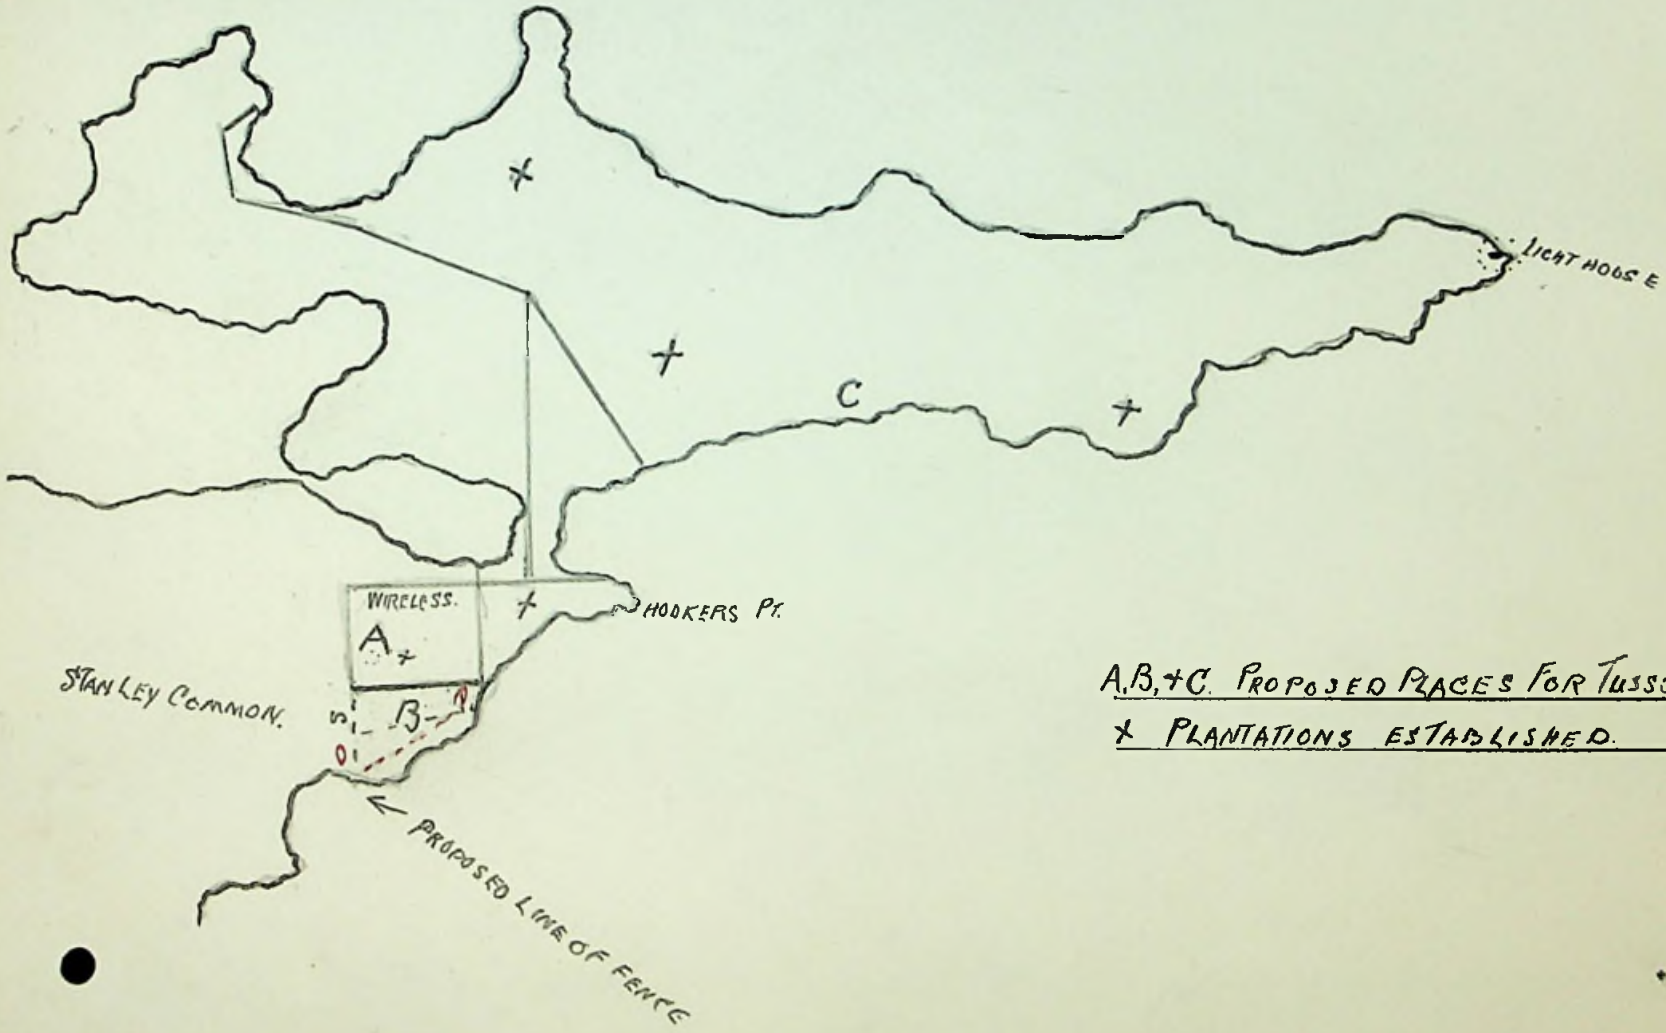 LIGHT HOUSE
C
WIRELESS.
A
HOOKERS PT.
STANLEY COMMON.
B
PROPOSED LINE OF FENCE
A, B, + C. PROPOSED PLACES FOR TUSS
X PLANTATIONS ESTABLISHED.